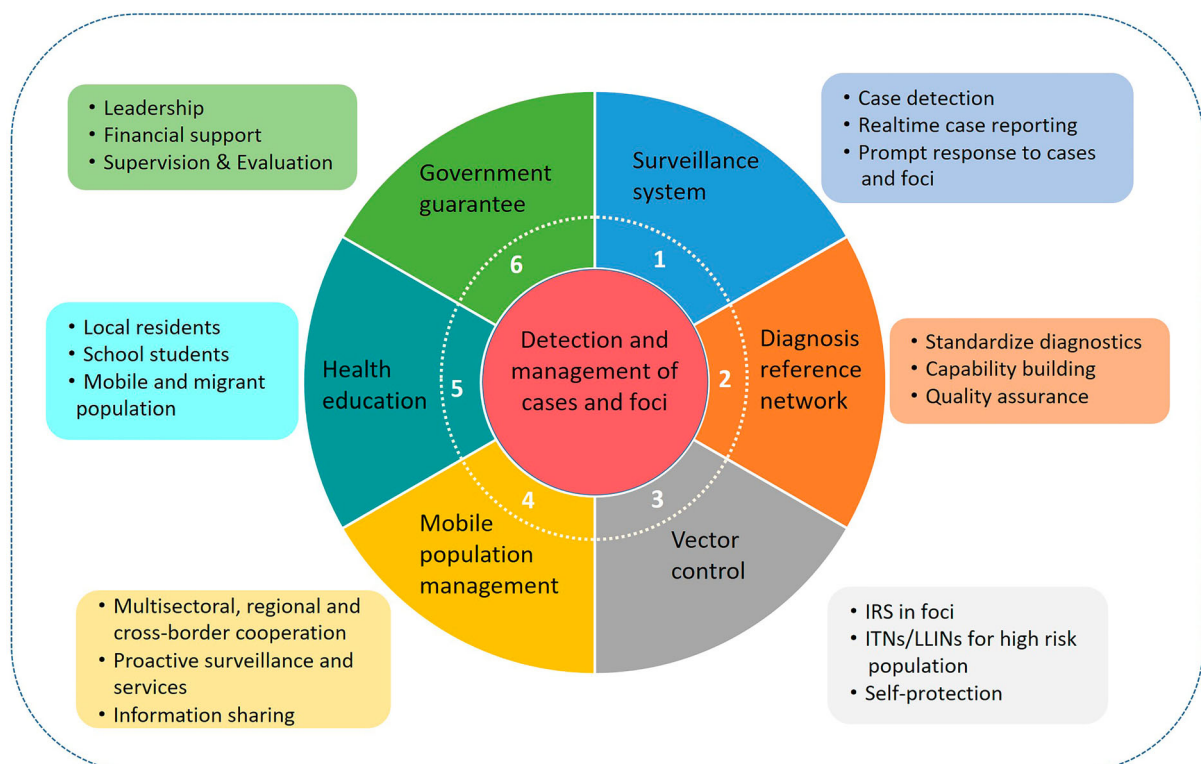 • Leadership
• Financial support
• Supervision & Evaluation
• Case detection
• Realtime case reporting
• Prompt response to cases
and foci
Government
guarantee
Surveillance
system
6
1
• Local residents
• School students
• Mobile and migrant
population
Health
education
5
Detection and
management of
cases and foci
2
Diagnosis
reference
network
• Standardize diagnostics
• Capability building
• Quality assurance
4
3
Mobile
population
management
Vector
control
• Multisectoral, regional and
cross-border cooperation
• Proactive surveillance and
services
• Information sharing
• IRS in foci
• ITNs/LLINs for high risk
population
• Self-protection